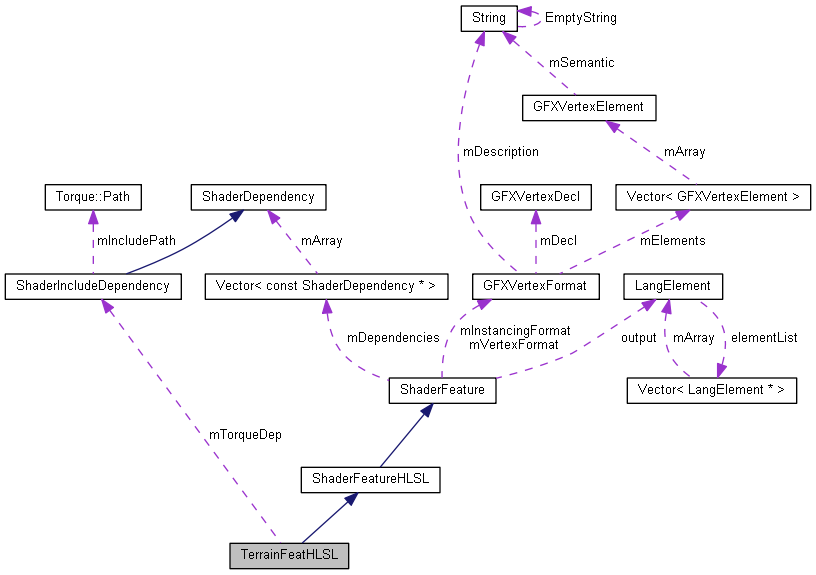 String
EmptyString
mSemantic
GFXVertexElement
mDescription
mArray
Torque::Path
ShaderDependency
GFXVertexDecl
Vector< GFXVertexElement >
mIncludePath
mArray
mDecl
mElements
ShaderIncludeDependency
Vector< const ShaderDependency * >
GFXVertexFormat
LangElement
mDependencies
mInstancingFormat
mVertexFormat
output
mArray
elementList
ShaderFeature
Vector< LangElement * >
mTorqueDep
ShaderFeatureHLSL
TerrainFeatHLSL